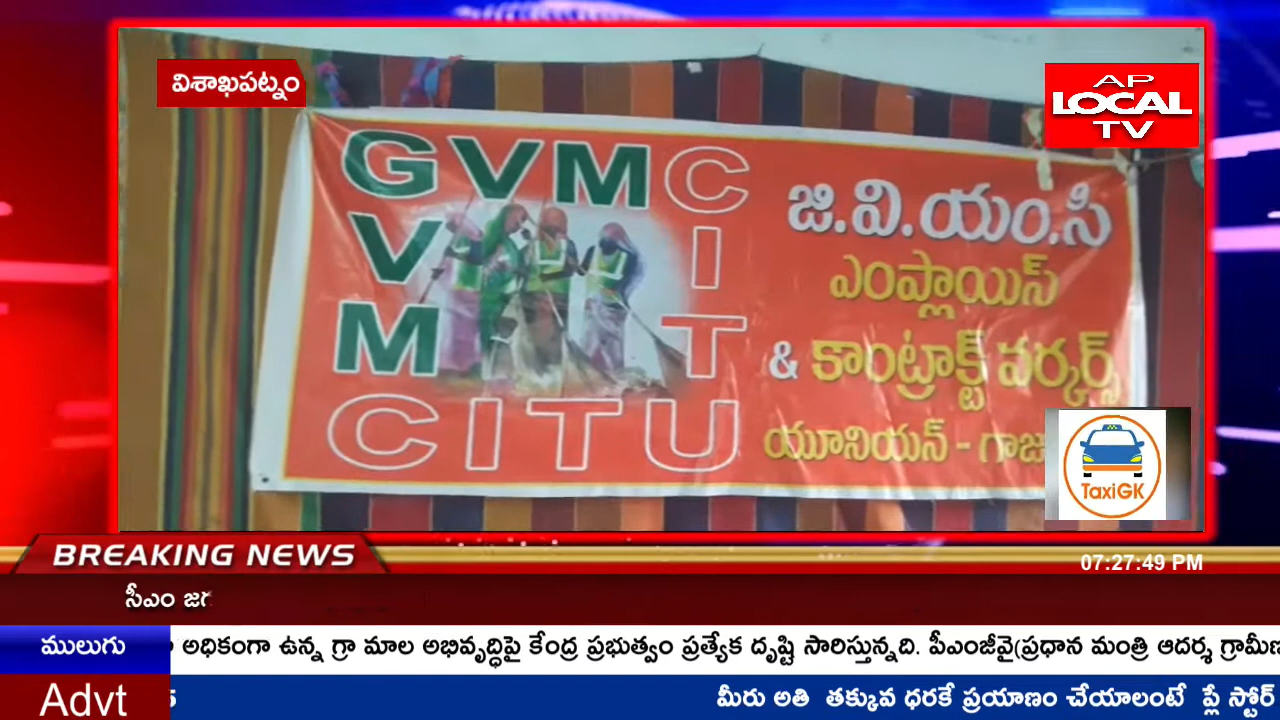 విశాఖపట్నం
AP
LOCAL
TV
GVMC
V
I
M
T
CITU
జి.వి.యం.సి
ఎంప్లాయిస్
& కాంట్రాక్ట్ వర్కర్స్
యూనియన్ -
TaxiGK
BREAKING NEWS
07:27:49 PM
సీఎం
ములుగు
అధికంగా ఉన్న గ్రా మాల అభివృద్ధిపై కేంద్ర ప్రభుత్వం ప్రత్యేక దృష్టి సారిస్తున్నది. పీఎంజీవై(ప్రధాన మంత్రి ఆదర్శ
Advt
మీరు అతి తక్కువ ధరకే ప్రయాణం చేయాలంటే ప్లే స్టోర్